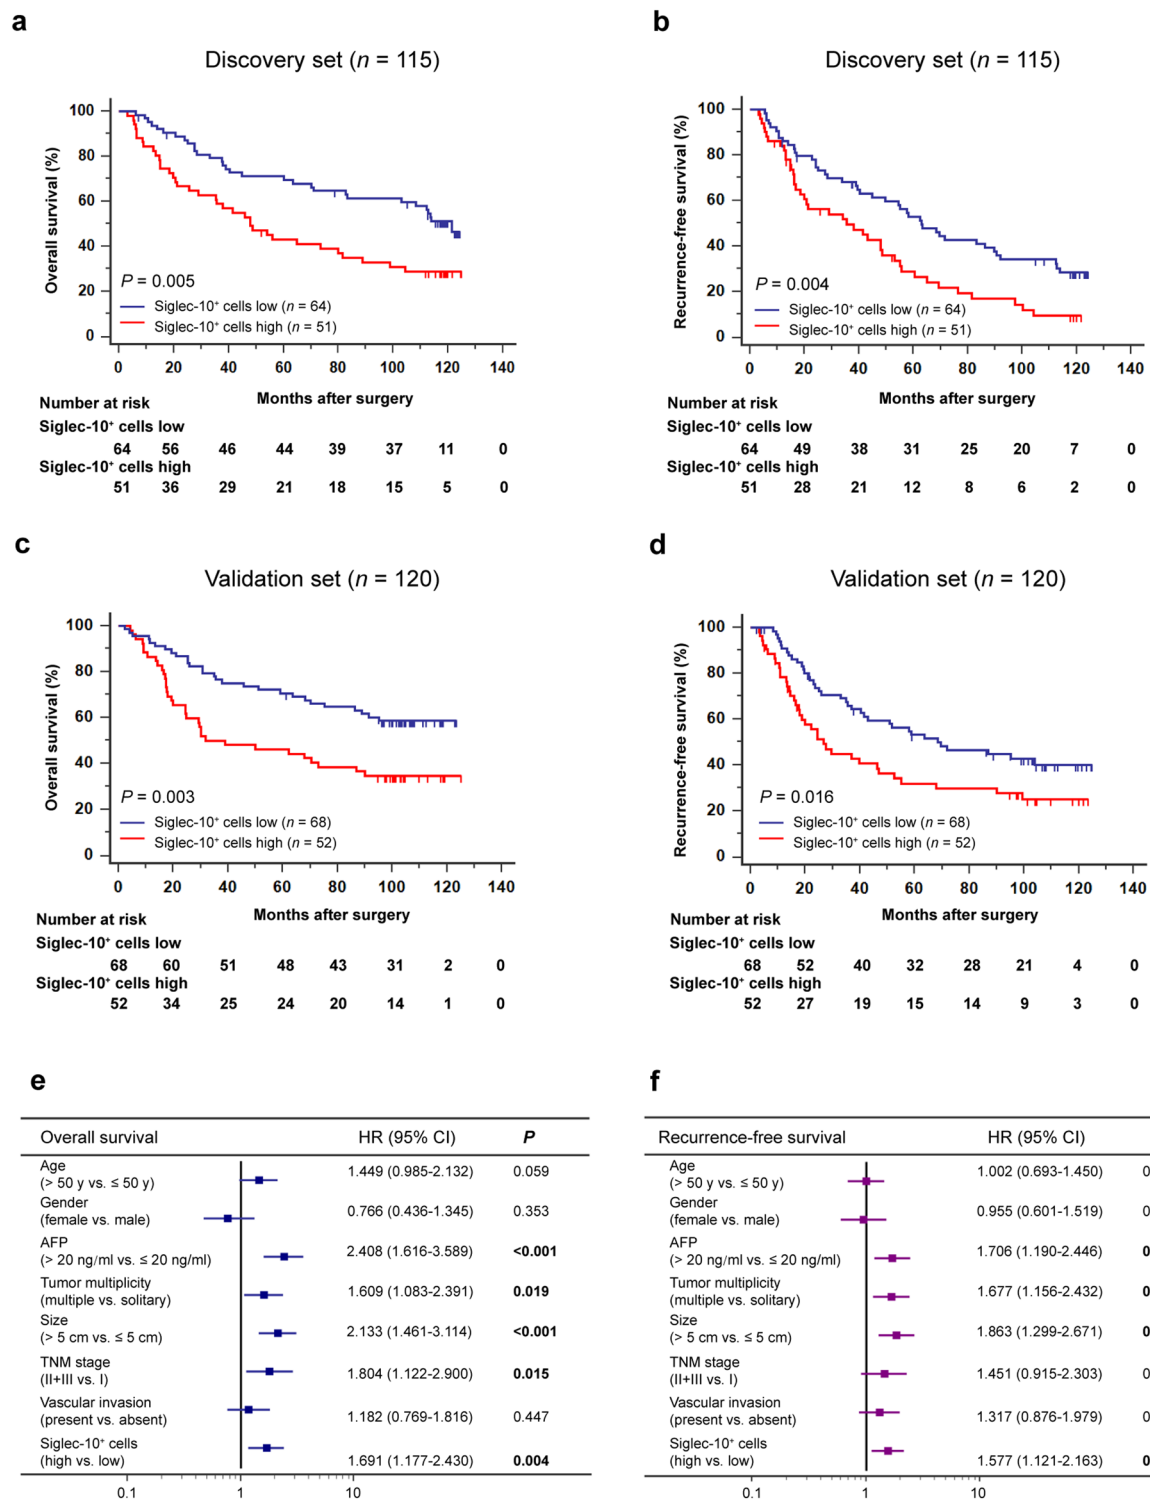 a
Discovery set (n = 115)
Overall survival (%)
100
80
60
40
20
0
P = 0.005
Siglec-10⁺ cells low (n = 64)
Siglec-10⁺ cells high (n = 51)
0 20 40 60 80 100 120 140
Months after surgery
Number at risk
Siglec-10⁺ cells low
64 56 46 44 39 37 11 0
Siglec-10⁺ cells high
51 36 29 21 18 15 5 0
b
Discovery set (n = 115)
Recurrence-free survival (%)
100
80
60
40
20
0
P = 0.004
Siglec-10⁺ cells low (n = 64)
Siglec-10⁺ cells high (n = 51)
0 20 40 60 80 100 120 140
Months after surgery
Number at risk
Siglec-10⁺ cells low
64 49 38 31 25 20 7 0
Siglec-10⁺ cells high
51 28 21 12 8 6 2 0
c
Validation set (n = 120)
Overall survival (%)
100
80
60
40
20
0
P = 0.003
Siglec-10⁺ cells low (n = 68)
Siglec-10⁺ cells high (n = 52)
0 20 40 60 80 100 120 140
Months after surgery
Number at risk
Siglec-10⁺ cells low
68 60 51 48 43 31 2 0
Siglec-10⁺ cells high
52 34 25 24 20 14 1 0
d
Validation set (n = 120)
Recurrence-free survival (%)
100
80
60
40
20
0
P = 0.016
Siglec-10⁺ cells low (n = 68)
Siglec-10⁺ cells high (n = 52)
0 20 40 60 80 100 120 140
Months after surgery
Number at risk
Siglec-10⁺ cells low
68 52 40 32 28 21 4 0
Siglec-10⁺ cells high
52 27 19 15 14 9 3 0
e
Overall survival HR (95% CI) P
Age
(> 50 y vs. ≤ 50 y) 1.449 (0.985-2.132) 0.059
Gender
(female vs. male) 0.766 (0.436-1.345) 0.353
AFP
(> 20 ng/ml vs. ≤ 20 ng/ml) 2.408 (1.616-3.589) <0.001
Tumor multiplicity
(multiple vs. solitary) 1.609 (1.083-2.391) 0.019
Size
(> 5 cm vs. ≤ 5 cm) 2.133 (1.461-3.114) <0.001
TNM stage
(II+III vs. I) 1.804 (1.122-2.900) 0.015
Vascular invasion
(present vs. absent) 1.182 (0.769-1.816) 0.447
Siglec-10⁺ cells
(high vs. low) 1.691 (1.177-2.430) 0.004
0.1 1 10
f
Recurrence-free survival HR (95% CI)
Age
(> 50 y vs. ≤ 50 y) 1.002 (0.693-1.450) 0
Gender
(female vs. male) 0.955 (0.601-1.519) 0
AFP
(> 20 ng/ml vs. ≤ 20 ng/ml) 1.706 (1.190-2.446) 0
Tumor multiplicity
(multiple vs. solitary) 1.677 (1.156-2.432) 0
Size
(> 5 cm vs. ≤ 5 cm) 1.863 (1.299-2.671) 0
TNM stage
(II+III vs. I) 1.451 (0.915-2.303) 0
Vascular invasion
(present vs. absent) 1.317 (0.876-1.979) 0
Siglec-10⁺ cells
(high vs. low) 1.577 (1.121-2.163) 0
0.1 1 10